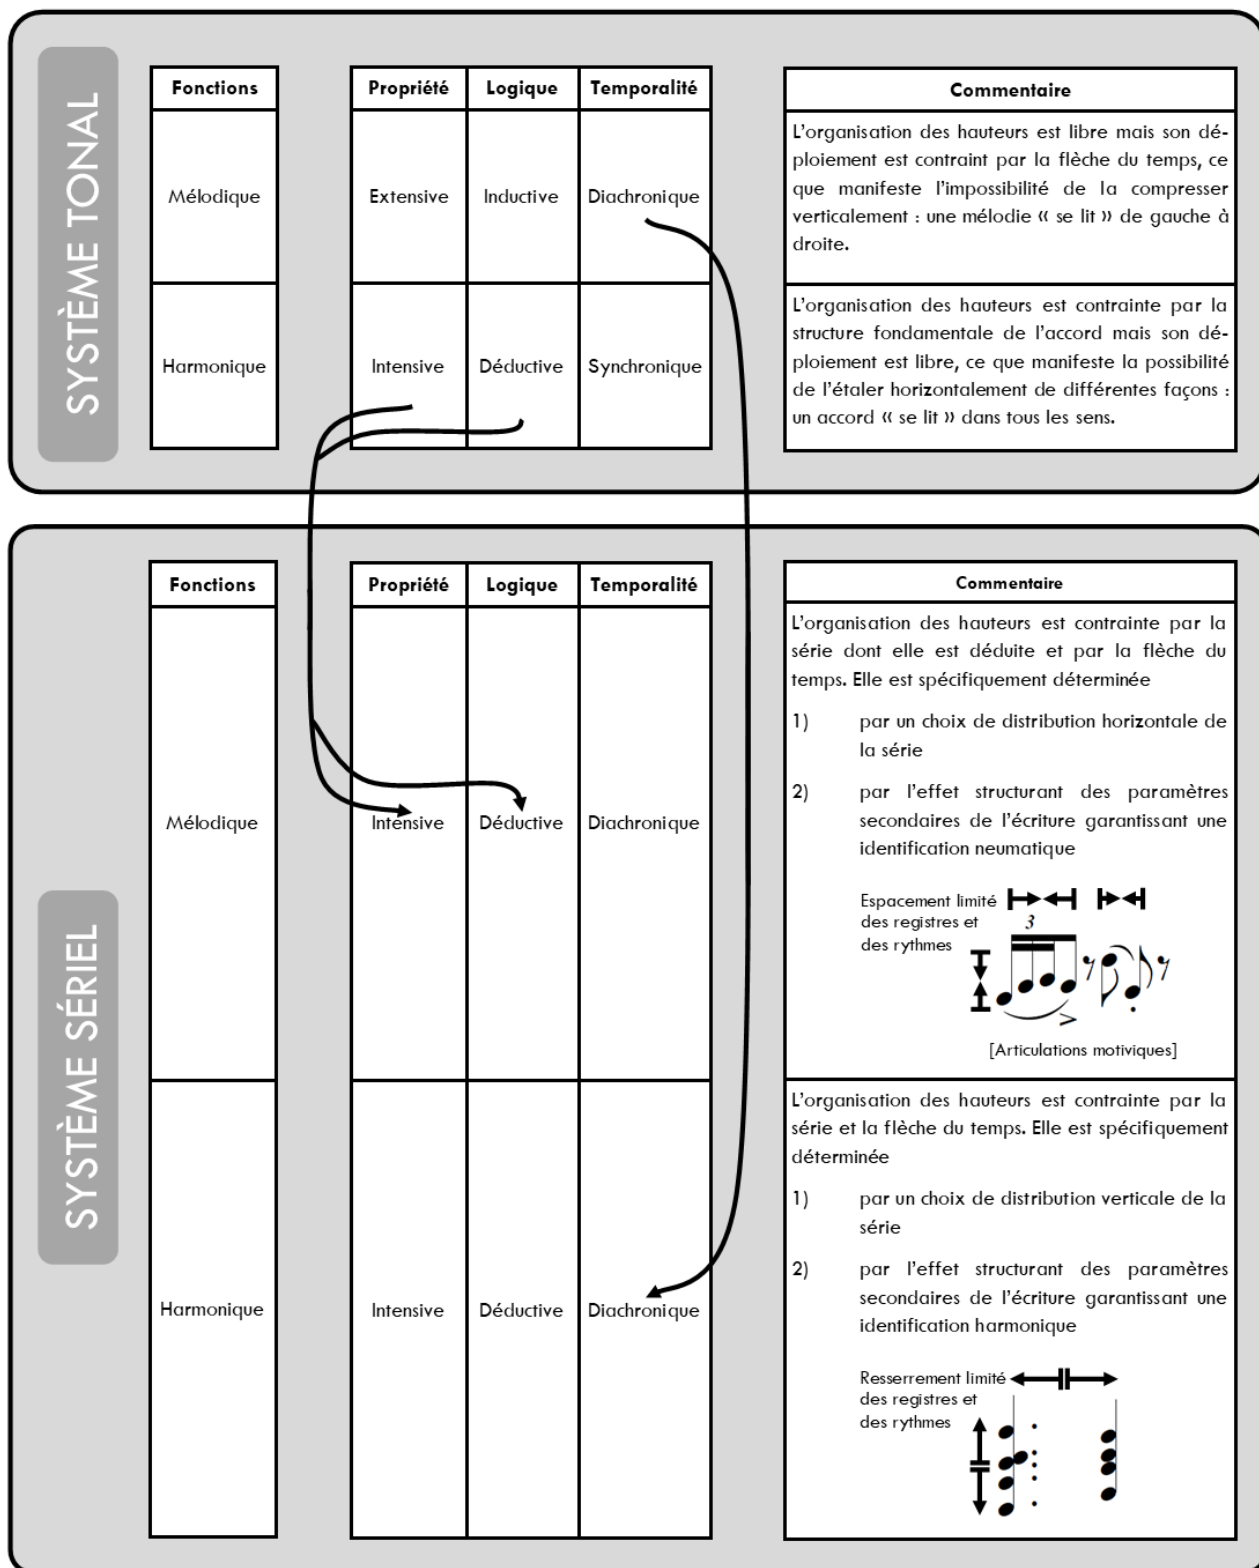 SYSTÈME TONAL
Fonctions
Propriété Logique Temporalité
Commentaire
Mélodique
Extensive Inductive Diachronique
L'organisation des hauteurs est libre mais son dé-
ploiement est contraint par la flèche du temps, ce
que manifeste l'impossibilité de la compresser
verticalement : une mélodie « se lit » de gauche à
droite.
Harmonique
Intensive Déductive Synchronique
L'organisation des hauteurs est contrainte par la
structure fondamentale de l'accord mais son dé-
ploiement est libre, ce que manifeste la possibilité
de l'étaler horizontalement de différentes façons :
un accord « se lit » dans tous les sens.
SYSTÈME SÉRIEL
Fonctions
Propriété Logique Temporalité
Commentaire
Mélodique
Intensive Déductive Diachronique
L'organisation des hauteurs est contrainte par la
série dont elle est déduite et par la flèche du
temps. Elle est spécifiquement déterminée
1) par un choix de distribution horizontale de
la série
2) par l'effet structurant des paramètres
secondaires de l'écriture garantissant une
identification neumatique
Espacement limité
des registres et
des rythmes
3
[Articulations motiviques]
Harmonique
Intensive Déductive Diachronique
L'organisation des hauteurs est contrainte par la
série et la flèche du temps. Elle est spécifiquement
déterminée
1) par un choix de distribution verticale de la
série
2) par l'effet structurant des paramètres
secondaires de l'écriture garantissant une
identification harmonique
Resserrement limité
des registres et
des rythmes